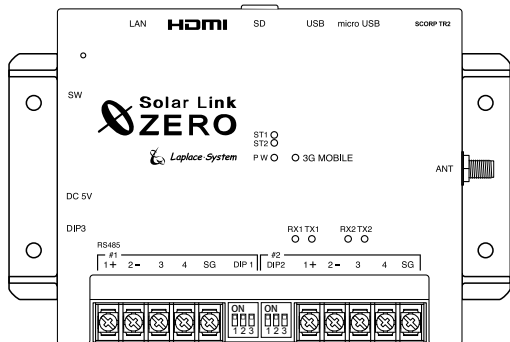 LAN HDMI SD USB micro USB SCORP TR2
SW
Solar Link
ZERO
ST1
ST2
Laplace·System
PW
3G MOBILE
ANT
DC 5V
DIP3
RX1 TX1 RX2 TX2
RS485
#1 #2
1+ 2- 3 4 SG DIP 1 DIP2 1+ 2- 3 4 SG
ON ON
1 2 3 1 2 3